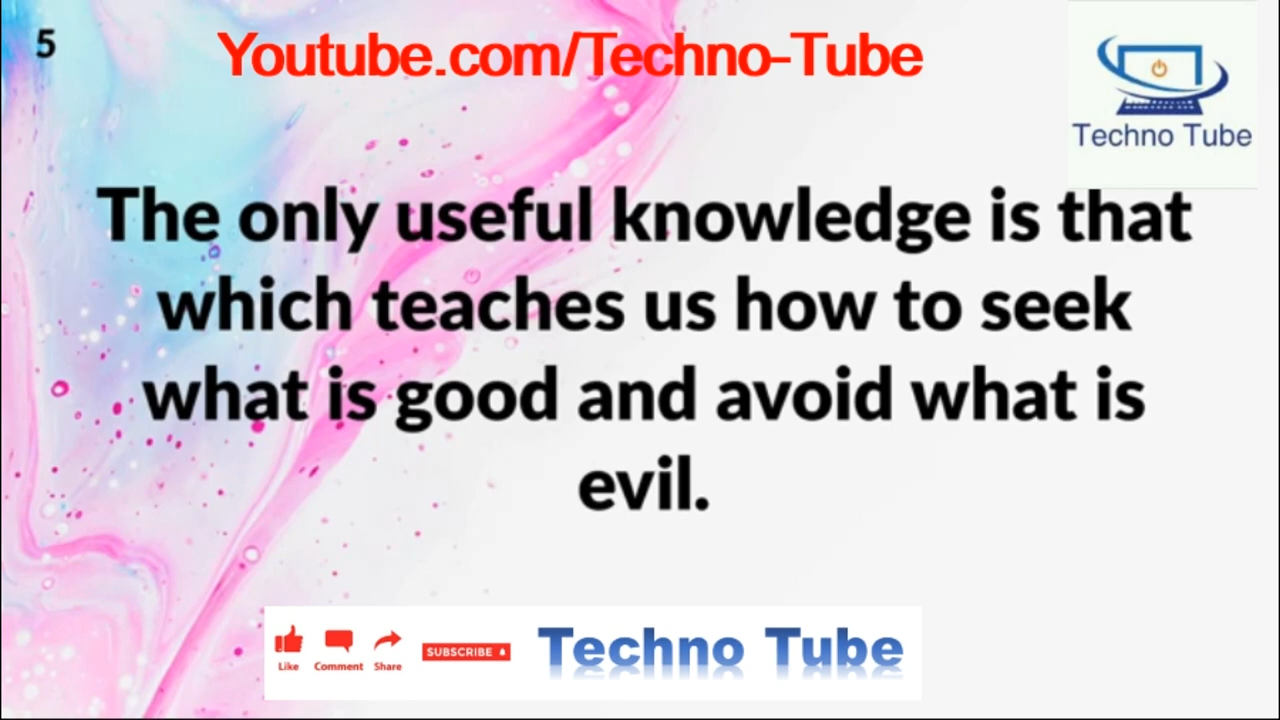 5
Youtube.com/Techno-Tube
Techno Tube
The only useful knowledge is that
which teaches us how to seek
what is good and avoid what is
evil.
Like Comment Share SUBSCRIBE Techno Tube